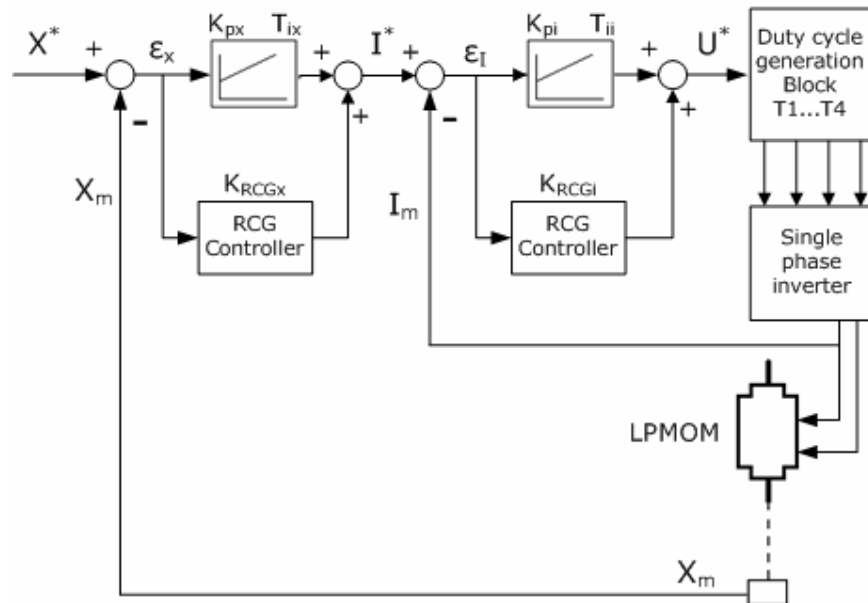 X* + εx Kpx Tix + I* + εI Kpi Tii + U*
Duty cycle
generation
Block
T1...T4
-
+
-
+
Xm
KRCGx
Im
KRCGi
RCG
Controller
RCG
Controller
Single
phase
inverter
LPMOM
Xm